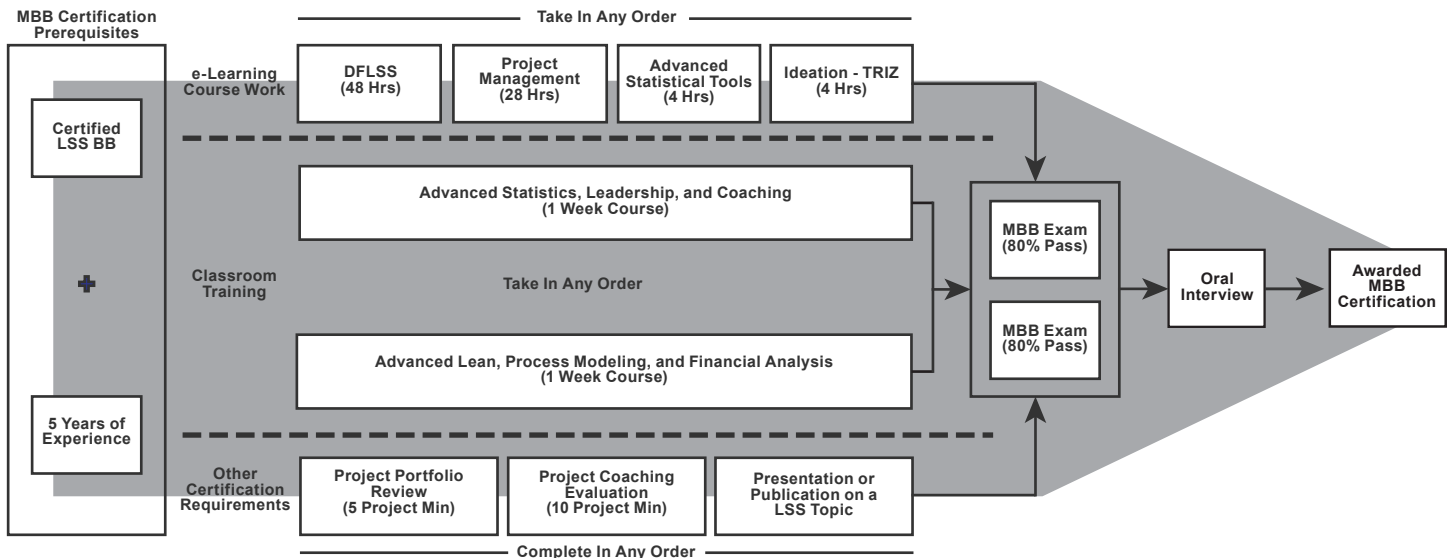 MBB Certification
Prerequisites
Certified
LSS BB
5 Years of
Experience
Take In Any Order
e-Learning
Course Work
DFLSS
(48 Hrs)
Project
Management
(28 Hrs)
Advanced
Statistical Tools
(4 Hrs)
Ideation - TRIZ
(4 Hrs)
Classroom
Training
Advanced Statistics, Leadership, and Coaching
(1 Week Course)
Take In Any Order
Advanced Lean, Process Modeling, and Financial Analysis
(1 Week Course)
Other
Certification
Requirements
Project Portfolio
Review
(5 Project Min)
Project Coaching
Evaluation
(10 Project Min)
Presentation or
Publication on a
LSS Topic
Complete In Any Order
MBB Exam
(80% Pass)
MBB Exam
(80% Pass)
Oral
Interview
Awarded
MBB
Certification